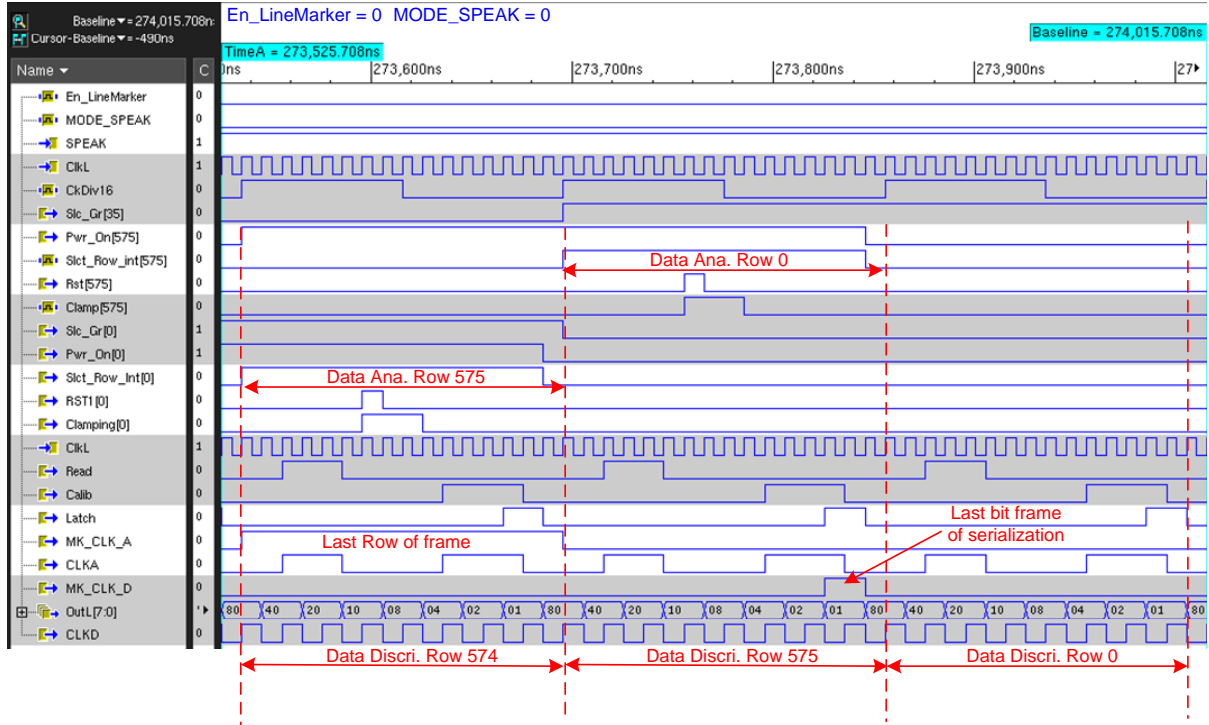 Baseline ▾ = 274,015.708n:
Cursor-Baseline ▾ = -490ns
En_LineMarker = 0 MODE_SPEAK = 0
Baseline = 274,015.708ns
TimeA = 273,525.708ns
Name ▾ C
0ns 273,600ns 273,700ns 273,800ns 273,900ns 27
En_LineMarker 0
MODE_SPEAK 0
SPEAK 1
ClkL 1
CkDiv16 0
Slc_Gr[35] 0
Pwr_On[575] 0
Slct_Row_int[575] 0
Data Ana. Row 0
Rst[575] 0
Clamp[575] 0
Slc_Gr[0] 1
Pwr_On[0] 1
Slct_Row_Int[0] 0
Data Ana. Row 575
RST1[0] 0
Clamping[0] 0
ClkL 1
Read 0
Calib 0
Latch 0
Last bit frame
of serialization
MK_CLK_A 0
Last Row of frame
CLKA 0
MK_CLK_D 0
OutL[7:0] 80 40 20 10 08 04 02 01 80 40 20 10 08 04 02 01 80 40 20 10 08 04 02 01 80
CLKD 0
Data Discri. Row 574 Data Discri. Row 575 Data Discri. Row 0